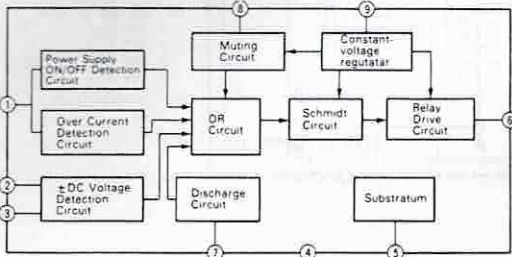 8
9
Muting
Circuit
Constant-
voltage
regutatar
Power Supply
ON/OFF Detection
Circuit
1
Over Current
Detection
Circuit
OR
Circuit
Schmidt
Circuit
Relay
Drive
Circuit
6
2
3
±DC Voltage
Detection
Circuit
Discharge
Circuit
Substratum
7
4
5